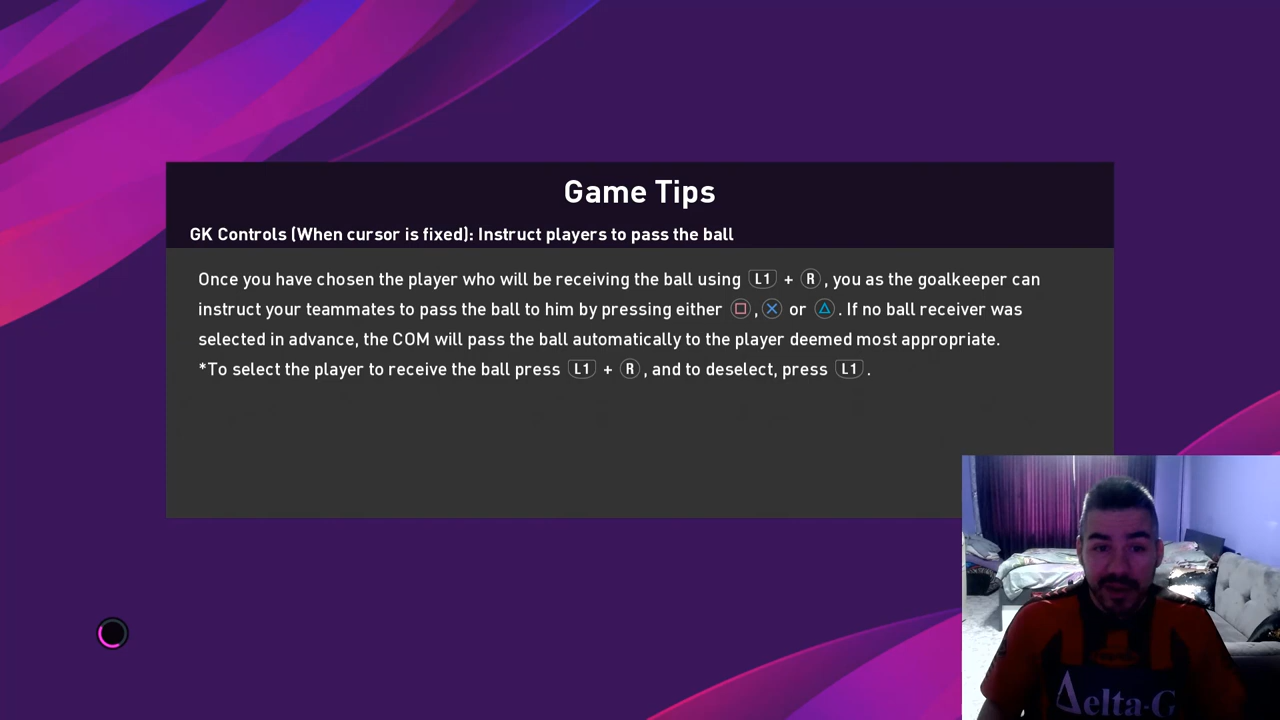 Game Tips
GK Controls (When cursor is fixed): Instruct players to pass the ball
Once you have chosen the player who will be receiving the ball using L1 + R, you as the goalkeeper can
instruct your teammates to pass the ball to him by pressing either □, ✕ or △. If no ball receiver was
selected in advance, the COM will pass the ball automatically to the player deemed most appropriate.
*To select the player to receive the ball press L1 + R, and to deselect, press L1.
Δelta-G